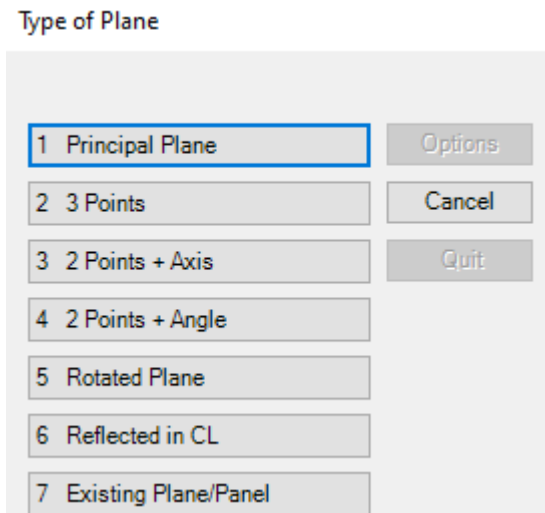 Type of Plane
1 Principal Plane
Options
2 3 Points
Cancel
3 2 Points + Axis
Quit
4 2 Points + Angle
5 Rotated Plane
6 Reflected in CL
7 Existing Plane/Panel